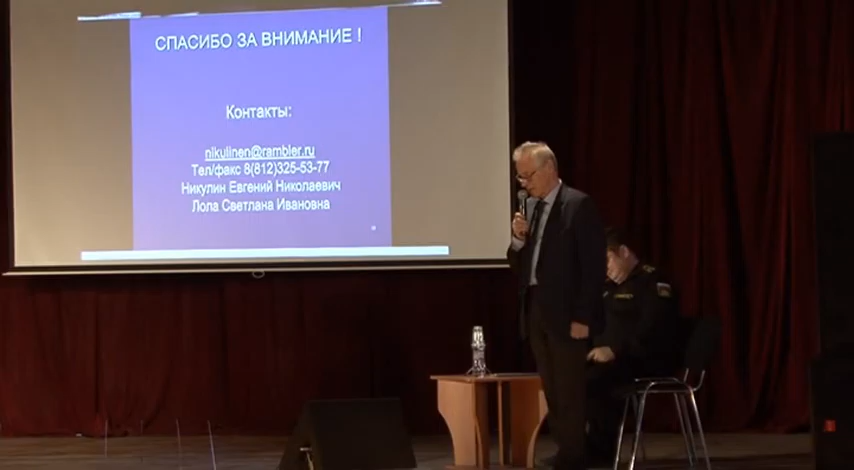 СПАСИБО ЗА ВНИМАНИЕ !
Контакты:
nikulinen@rambler.ru
Тел/факс 8(812)325-53-77
Никулин Евгений Николаевич
Лола Светлана Ивановна